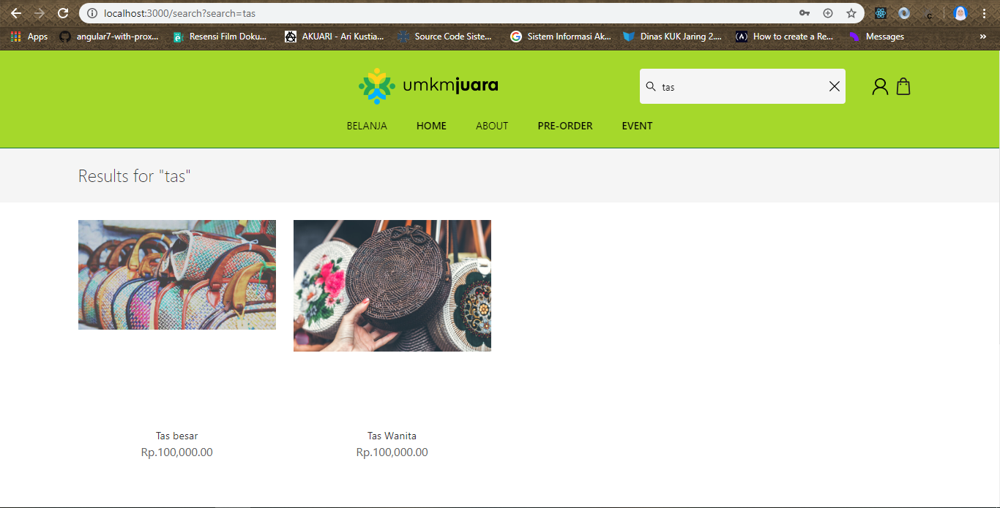 localhost:3000/search?search=tas
Apps angular7-with-prox... Resensi Film Doku... AKUARI - Ari Kustia... Source Code Siste... Sistem Informasi Ak... Dinas KUK Jaring 2.... How to create a Re... Messages »
umkmjuara
tas
BELANJA HOME ABOUT PRE-ORDER EVENT
Results for "tas"
Tas besar
Rp.100,000.00
Tas Wanita
Rp.100,000.00